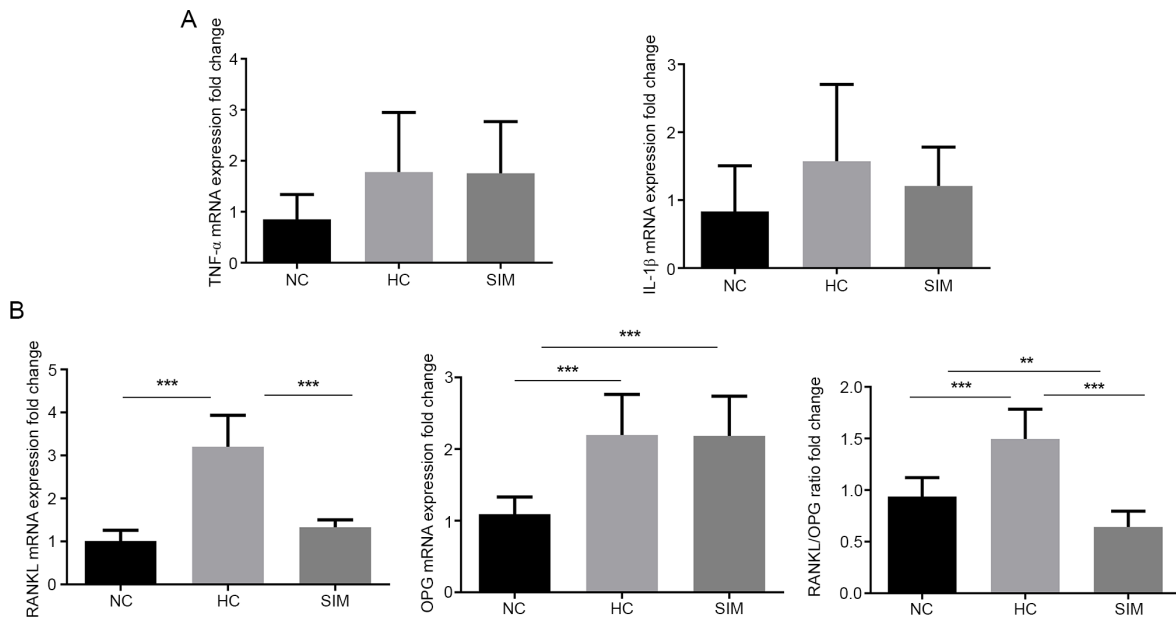 A
TNF-α mRNA expression fold change
4
3
2
1
0
NC HC SIM
IL-1β mRNA expression fold change
3
2
1
0
NC HC SIM
B
RANKL mRNA expression fold change
5
4
3
2
1
0
*** ***
NC HC SIM
OPG mRNA expression fold change
3
2
1
0
***
***
NC HC SIM
RANKL/OPG ratio fold change
2.0
1.5
1.0
0.5
0.0
**
*** ***
NC HC SIM